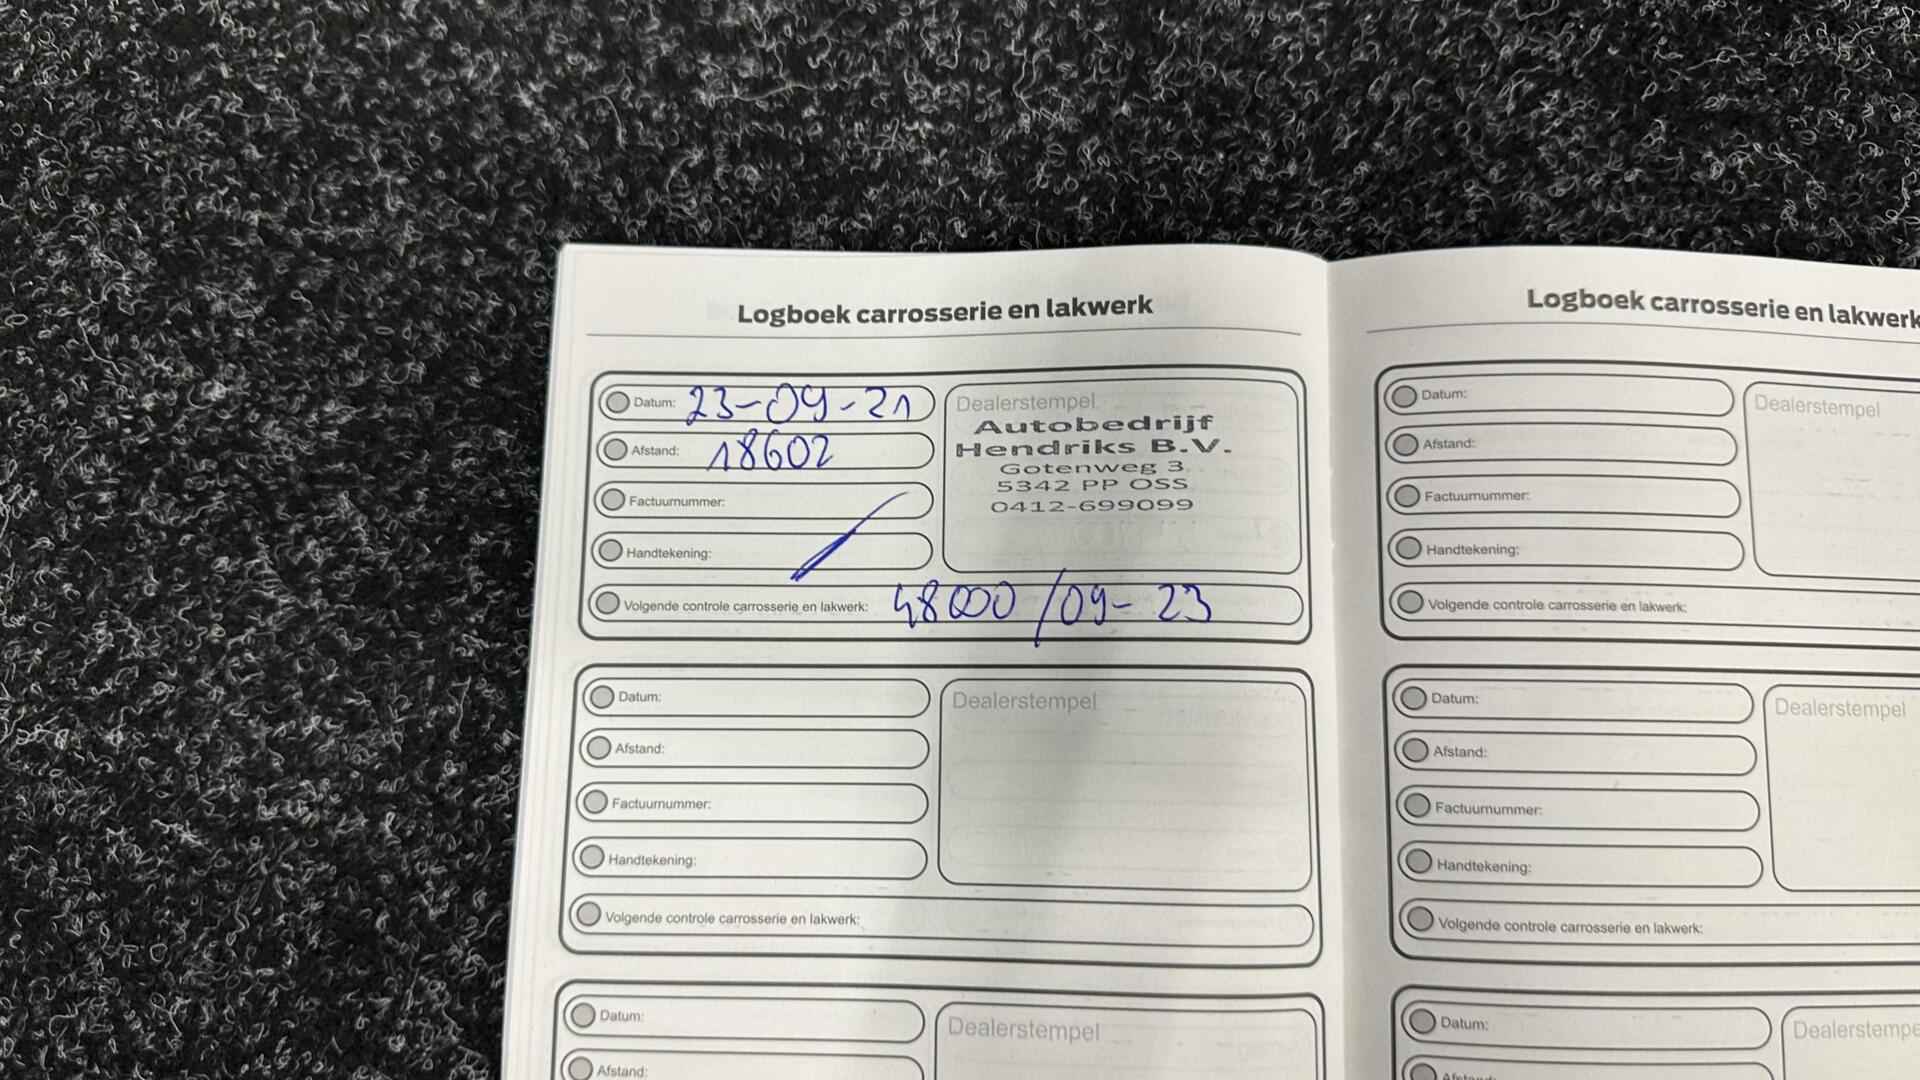 Logboek carrosserie en lakwerk
Datum: 23-09-21
Afstand: 18602
Factuurnummer:
Handtekening:
Dealerstempel
Autobedrijf
Hendriks B.V.
Gotenweg 3
5342 PP OSS
0412-699099
Volgende controle carrosserie en lakwerk: 48000 / 09-23
Datum:
Afstand:
Factuurnummer:
Handtekening:
Dealerstempel
Volgende controle carrosserie en lakwerk:
Datum:
Afstand:
Dealerstempel
Logboek carrosserie en lakwerk
Datum:
Afstand:
Factuurnummer:
Handtekening:
Dealerstempel
Volgende controle carrosserie en lakwerk:
Datum:
Afstand:
Factuurnummer:
Handtekening:
Dealerstempel
Volgende controle carrosserie en lakwerk:
Datum:
Dealerstempe